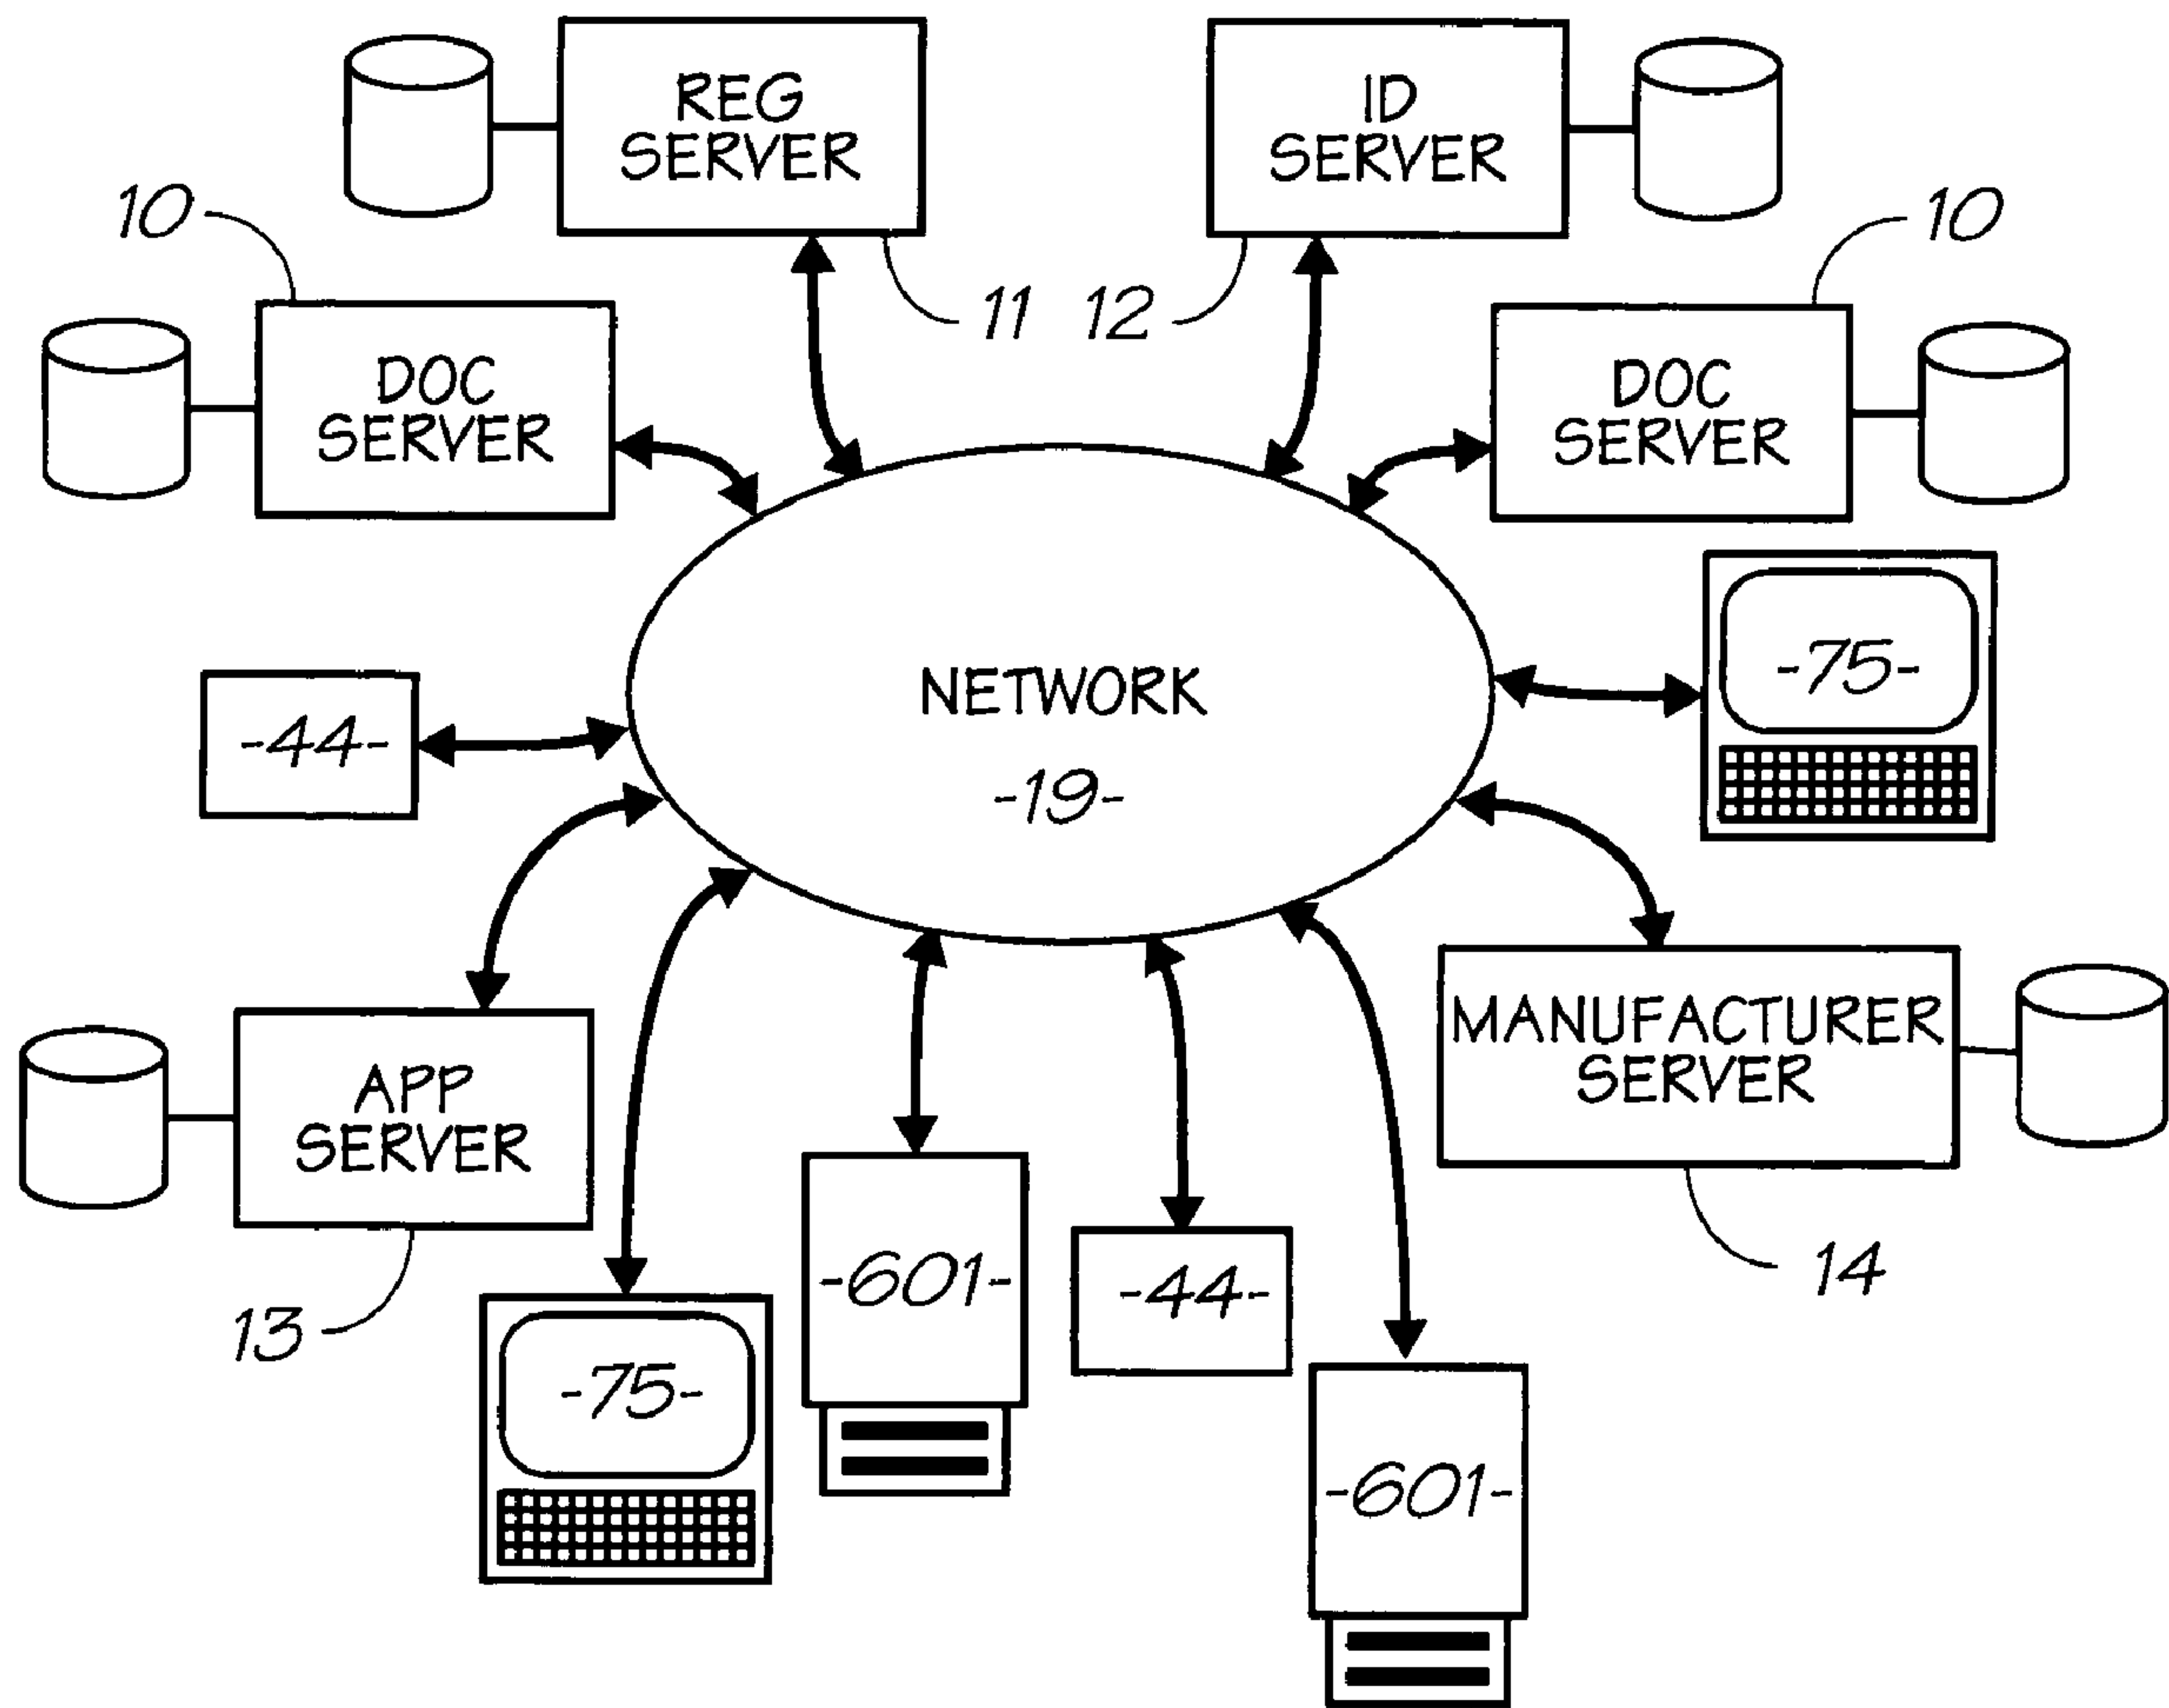 REG
SERVER
ID
SERVER
10
10
11
12
DOC
SERVER
DOC
SERVER
-75-
NETWORK
-19-
-44-
MANUFACTURER
SERVER
APP
SERVER
-601-
-44-
14
13
-75-
-601-